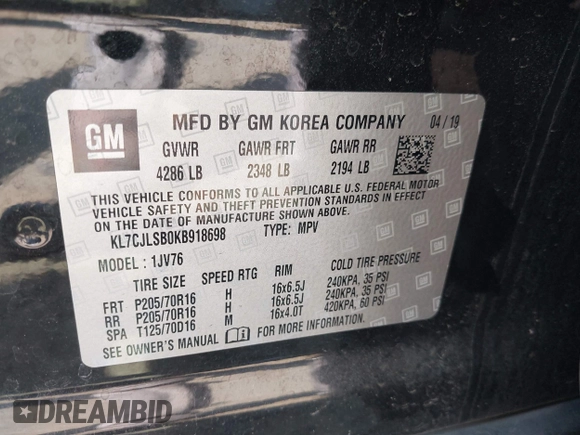 GM
MFD BY GM KOREA COMPANY 04/19
GVWR GAWR FRT GAWR RR
4286 LB 2348 LB 2194 LB
THIS VEHICLE CONFORMS TO ALL APPLICABLE U.S. FEDERAL MOTOR
VEHICLE SAFETY AND THEFT PREVENTION STANDARDS IN EFFECT
ON THE DATE OF MANUFACTURE SHOWN ABOVE.
KL7CJLSB0KB918698 TYPE: MPV
MODEL : 1JV76
TIRE SIZE SPEED RTG RIM COLD TIRE PRESSURE
FRT P205/70R16 H 16x6.5J 240KPA, 35 PSI
RR P205/70R16 H 16x6.5J 240KPA, 35 PSI
SPA T125/70D16 M 16x4.0T 420KPA, 60 PSI
SEE OWNER'S MANUAL FOR MORE INFORMATION.
DREAMBID